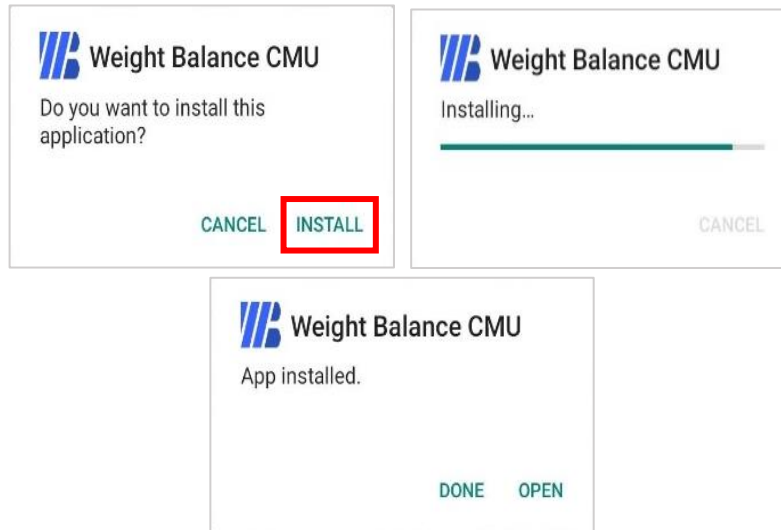 Weight Balance CMU
Do you want to install this
application?
CANCEL INSTALL
Weight Balance CMU
Installing...
CANCEL
Weight Balance CMU
App installed.
DONE OPEN